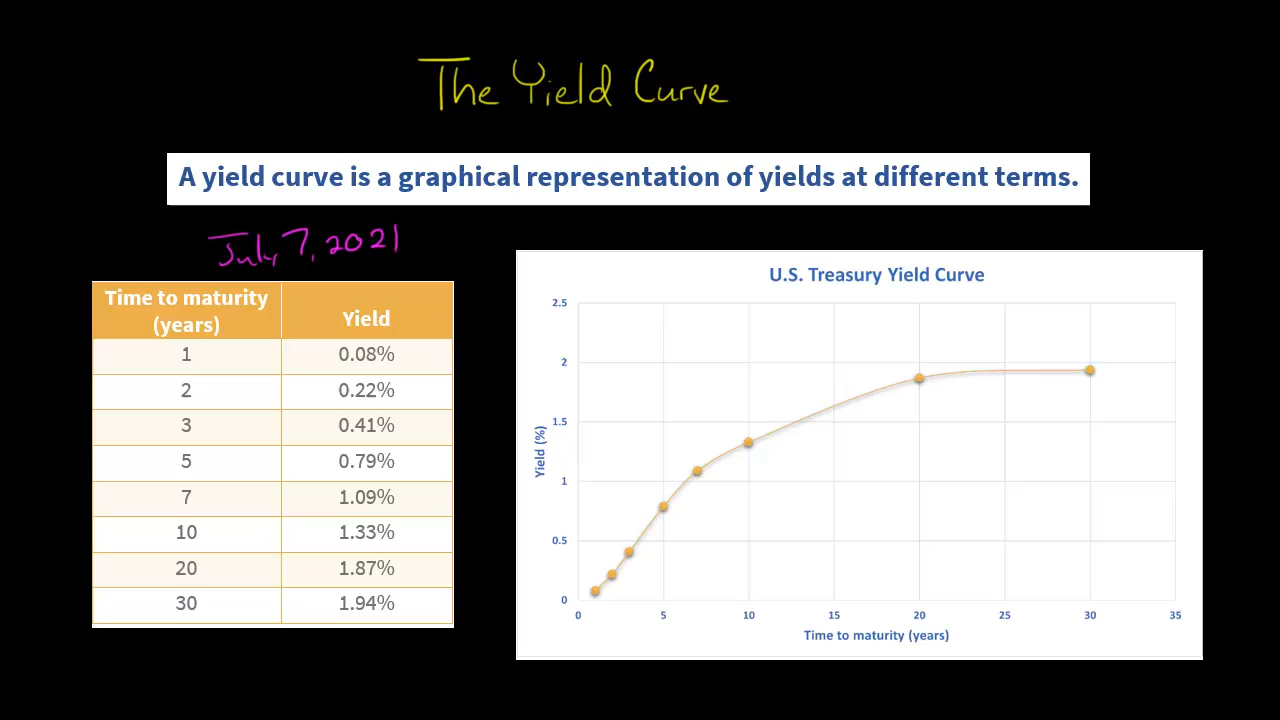 The Yield Curve
A yield curve is a graphical representation of yields at different terms.
July 7, 2021
Time to maturity (years) Yield
1 0.08%
2 0.22%
3 0.41%
5 0.79%
7 1.09%
10 1.33%
20 1.87%
30 1.94%
U.S. Treasury Yield Curve
2.5
2
1.5
1
0.5
0
Yield (%)
0 5 10 15 20 25 30 35
Time to maturity (years)